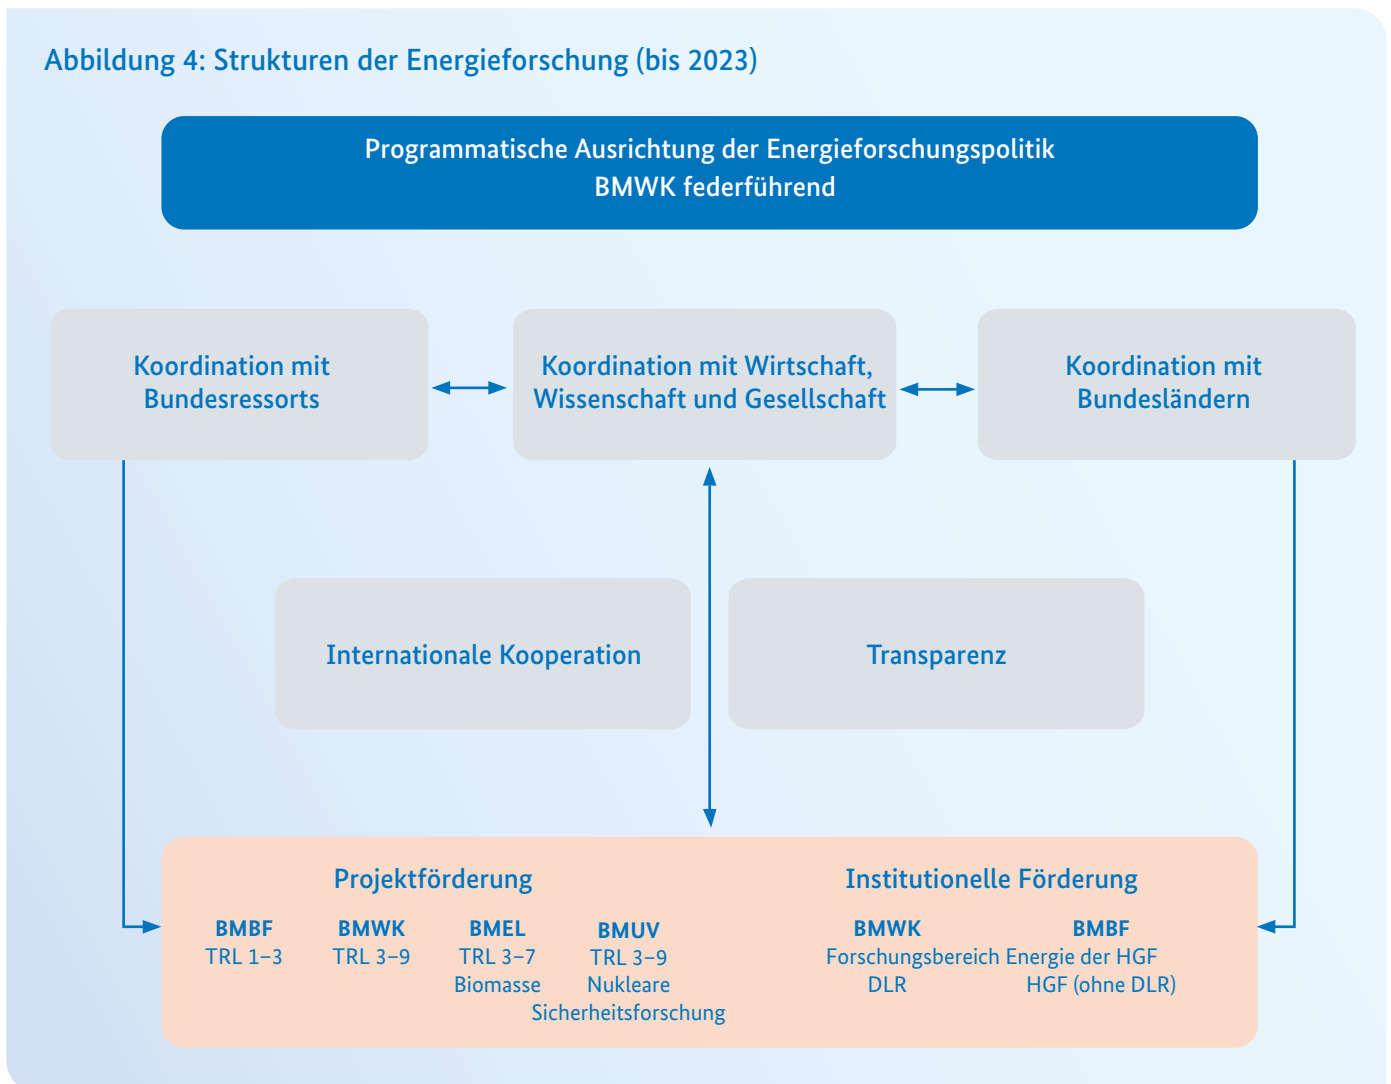 Abbildung 4: Strukturen der Energieforschung (bis 2023)
Programmatische Ausrichtung der Energieforschungspolitik
BMWK federführend
Koordination mit
Bundesressorts
Koordination mit Wirtschaft,
Wissenschaft und Gesellschaft
Koordination mit
Bundesländern
Internationale Kooperation
Transparenz
Projektförderung
BMBF
TRL 1–3
BMWK
TRL 3–9
BMEL
TRL 3–7
Biomasse
BMUV
TRL 3–9
Nukleare
Sicherheitsforschung
Institutionelle Förderung
BMWK BMBF
Forschungsbereich Energie der HGF
DLR HGF (ohne DLR)